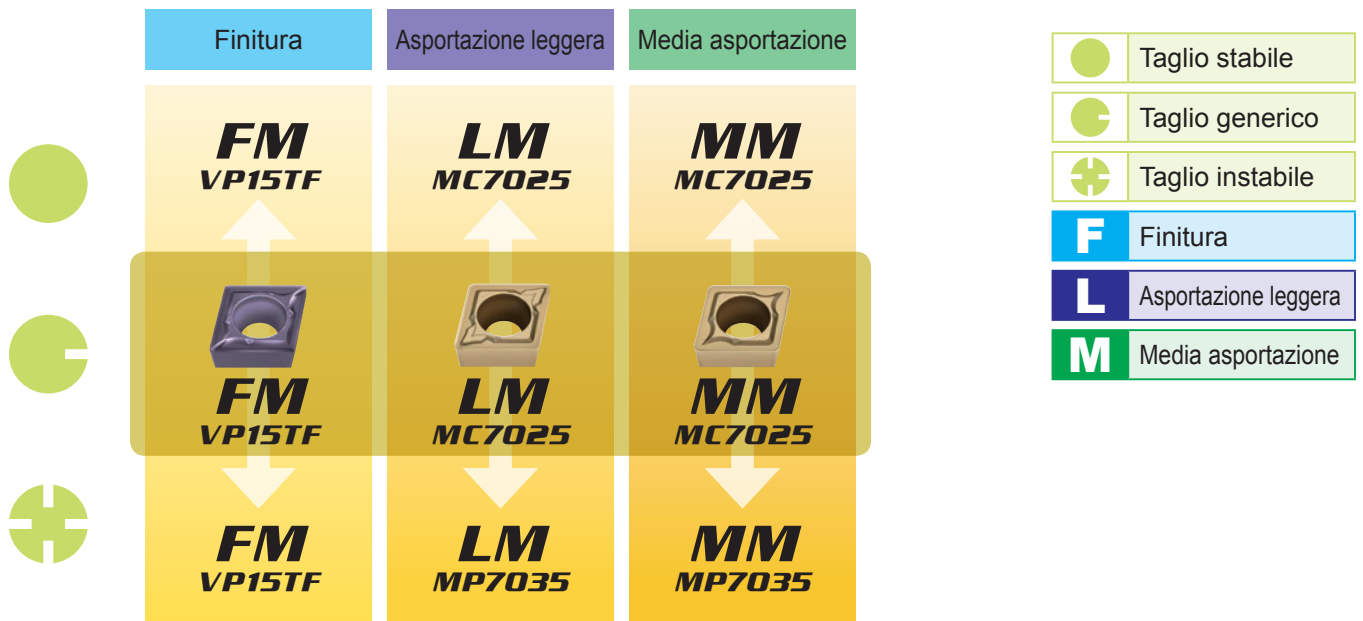 Finitura
Asportazione leggera
Media asportazione
FM
VP15TF
LM
MC7025
MM
MC7025
FM
VP15TF
LM
MC7025
MM
MC7025
FM
VP15TF
LM
MP7035
MM
MP7035
Taglio stabile
Taglio generico
Taglio instabile
F Finitura
L Asportazione leggera
M Media asportazione